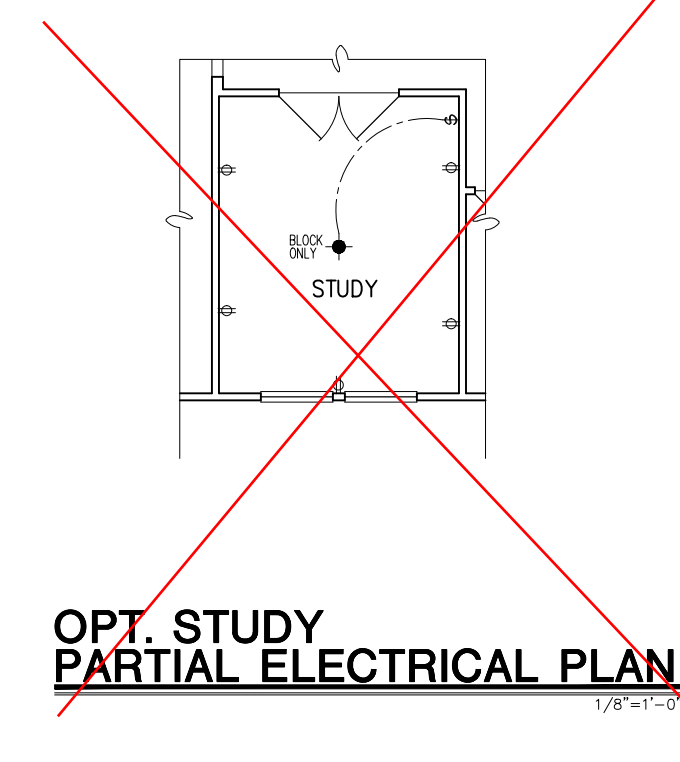 S
BLOCK
ONLY
STUDY
OPT. STUDY
PARTIAL ELECTRICAL PLAN
1/8"=1'-0"